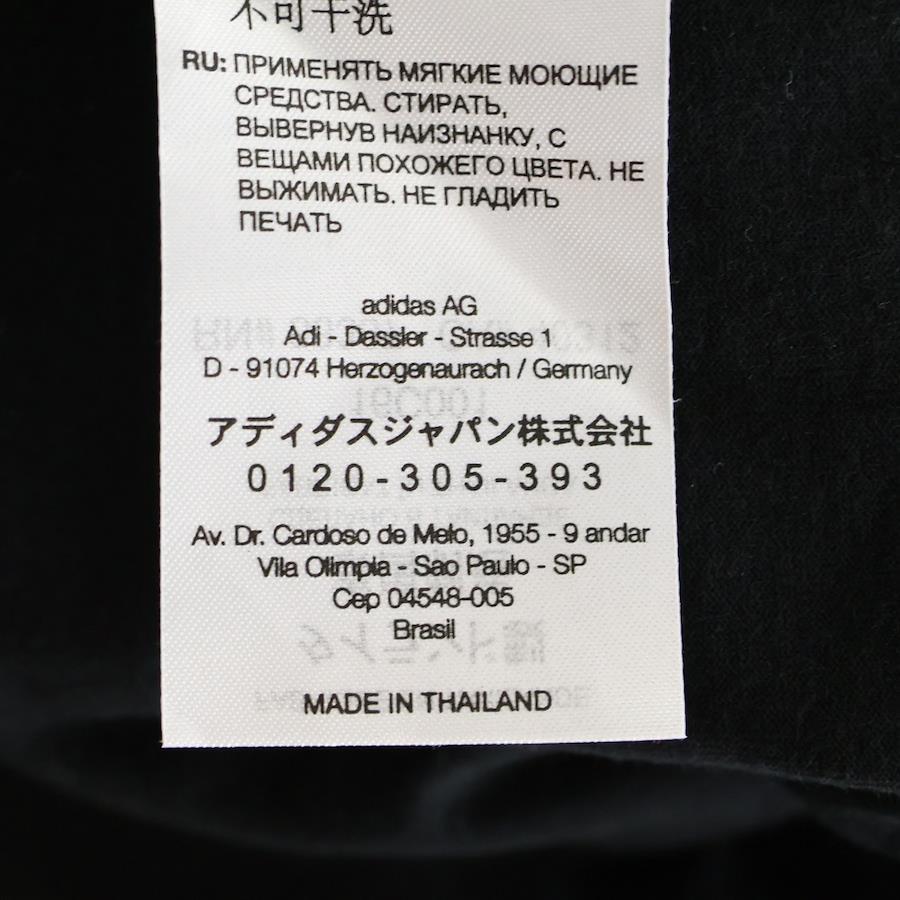 不可干洗
RU: ПРИМЕНЯТЬ МЯГКИЕ МОЮЩИЕ
СРЕДСТВА. СТИРАТЬ,
ВЫВЕРНУВ НАИЗНАНКУ, С
ВЕЩАМИ ПОХОЖЕГО ЦВЕТА. НЕ
ВЫЖИМАТЬ. НЕ ГЛАДИТЬ
ПЕЧАТЬ
adidas AG
Adi - Dassler - Strasse 1
D - 91074 Herzogenaurach / Germany
アディダスジャパン株式会社
0120-305-393
Av. Dr. Cardoso de Melo, 1955 - 9 andar
Vila Olimpia - Sao Paulo - SP
Cep 04548-005
Brasil
MADE IN THAILAND